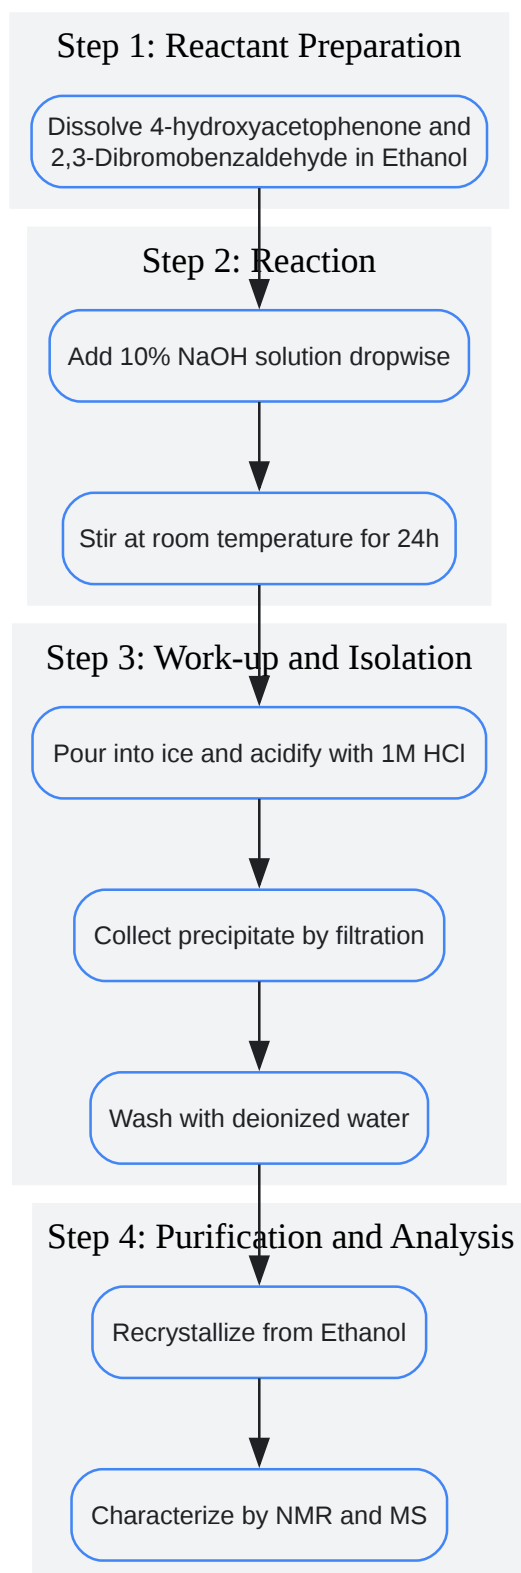 Step 1: Reactant Preparation
Dissolve 4-hydroxyacetophenone and
2,3-Dibromobenzaldehyde in Ethanol
Step 2: Reaction
Add 10% NaOH solution dropwise
Stir at room temperature for 24h
Step 3: Work-up and Isolation
Pour into ice and acidify with 1M HCl
Collect precipitate by filtration
Wash with deionized water
Step 4: Purification and Analysis
Recrystallize from Ethanol
Characterize by NMR and MS